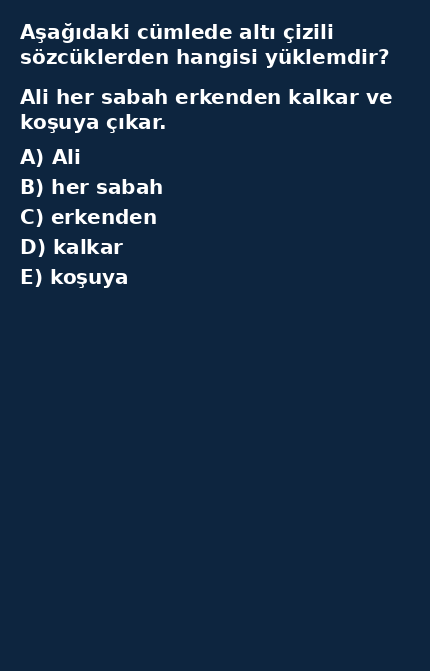 Aşağıdaki cümlede altı çizili
sözcüklerden hangisi yüklemdir?
Ali her sabah erkenden kalkar ve
koşuya çıkar.
A) Ali
B) her sabah
C) erkenden
D) kalkar
E) koşuya